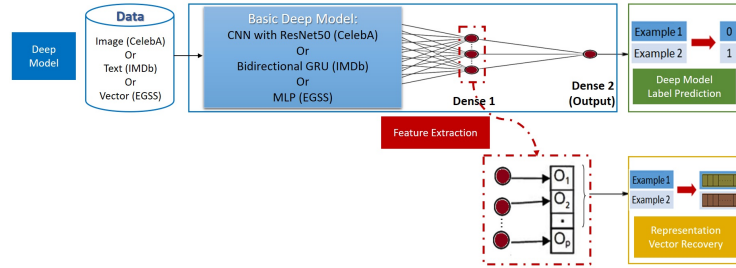 Data
Deep
Model
Image (CelebA)
Or
Text (IMDb)
Or
Vector (EGSS)
Basic Deep Model:
CNN with ResNet50 (CelebA)
Or
Bidirectional GRU (IMDb)
Or
MLP (EGSS)
Dense 1
Dense 2
(Output)
Example 1
0
Example 2
1
Deep Model
Label Prediction
Feature Extraction
O1
O2
Op
Example 1
Example 2
Representation
Vector Recovery